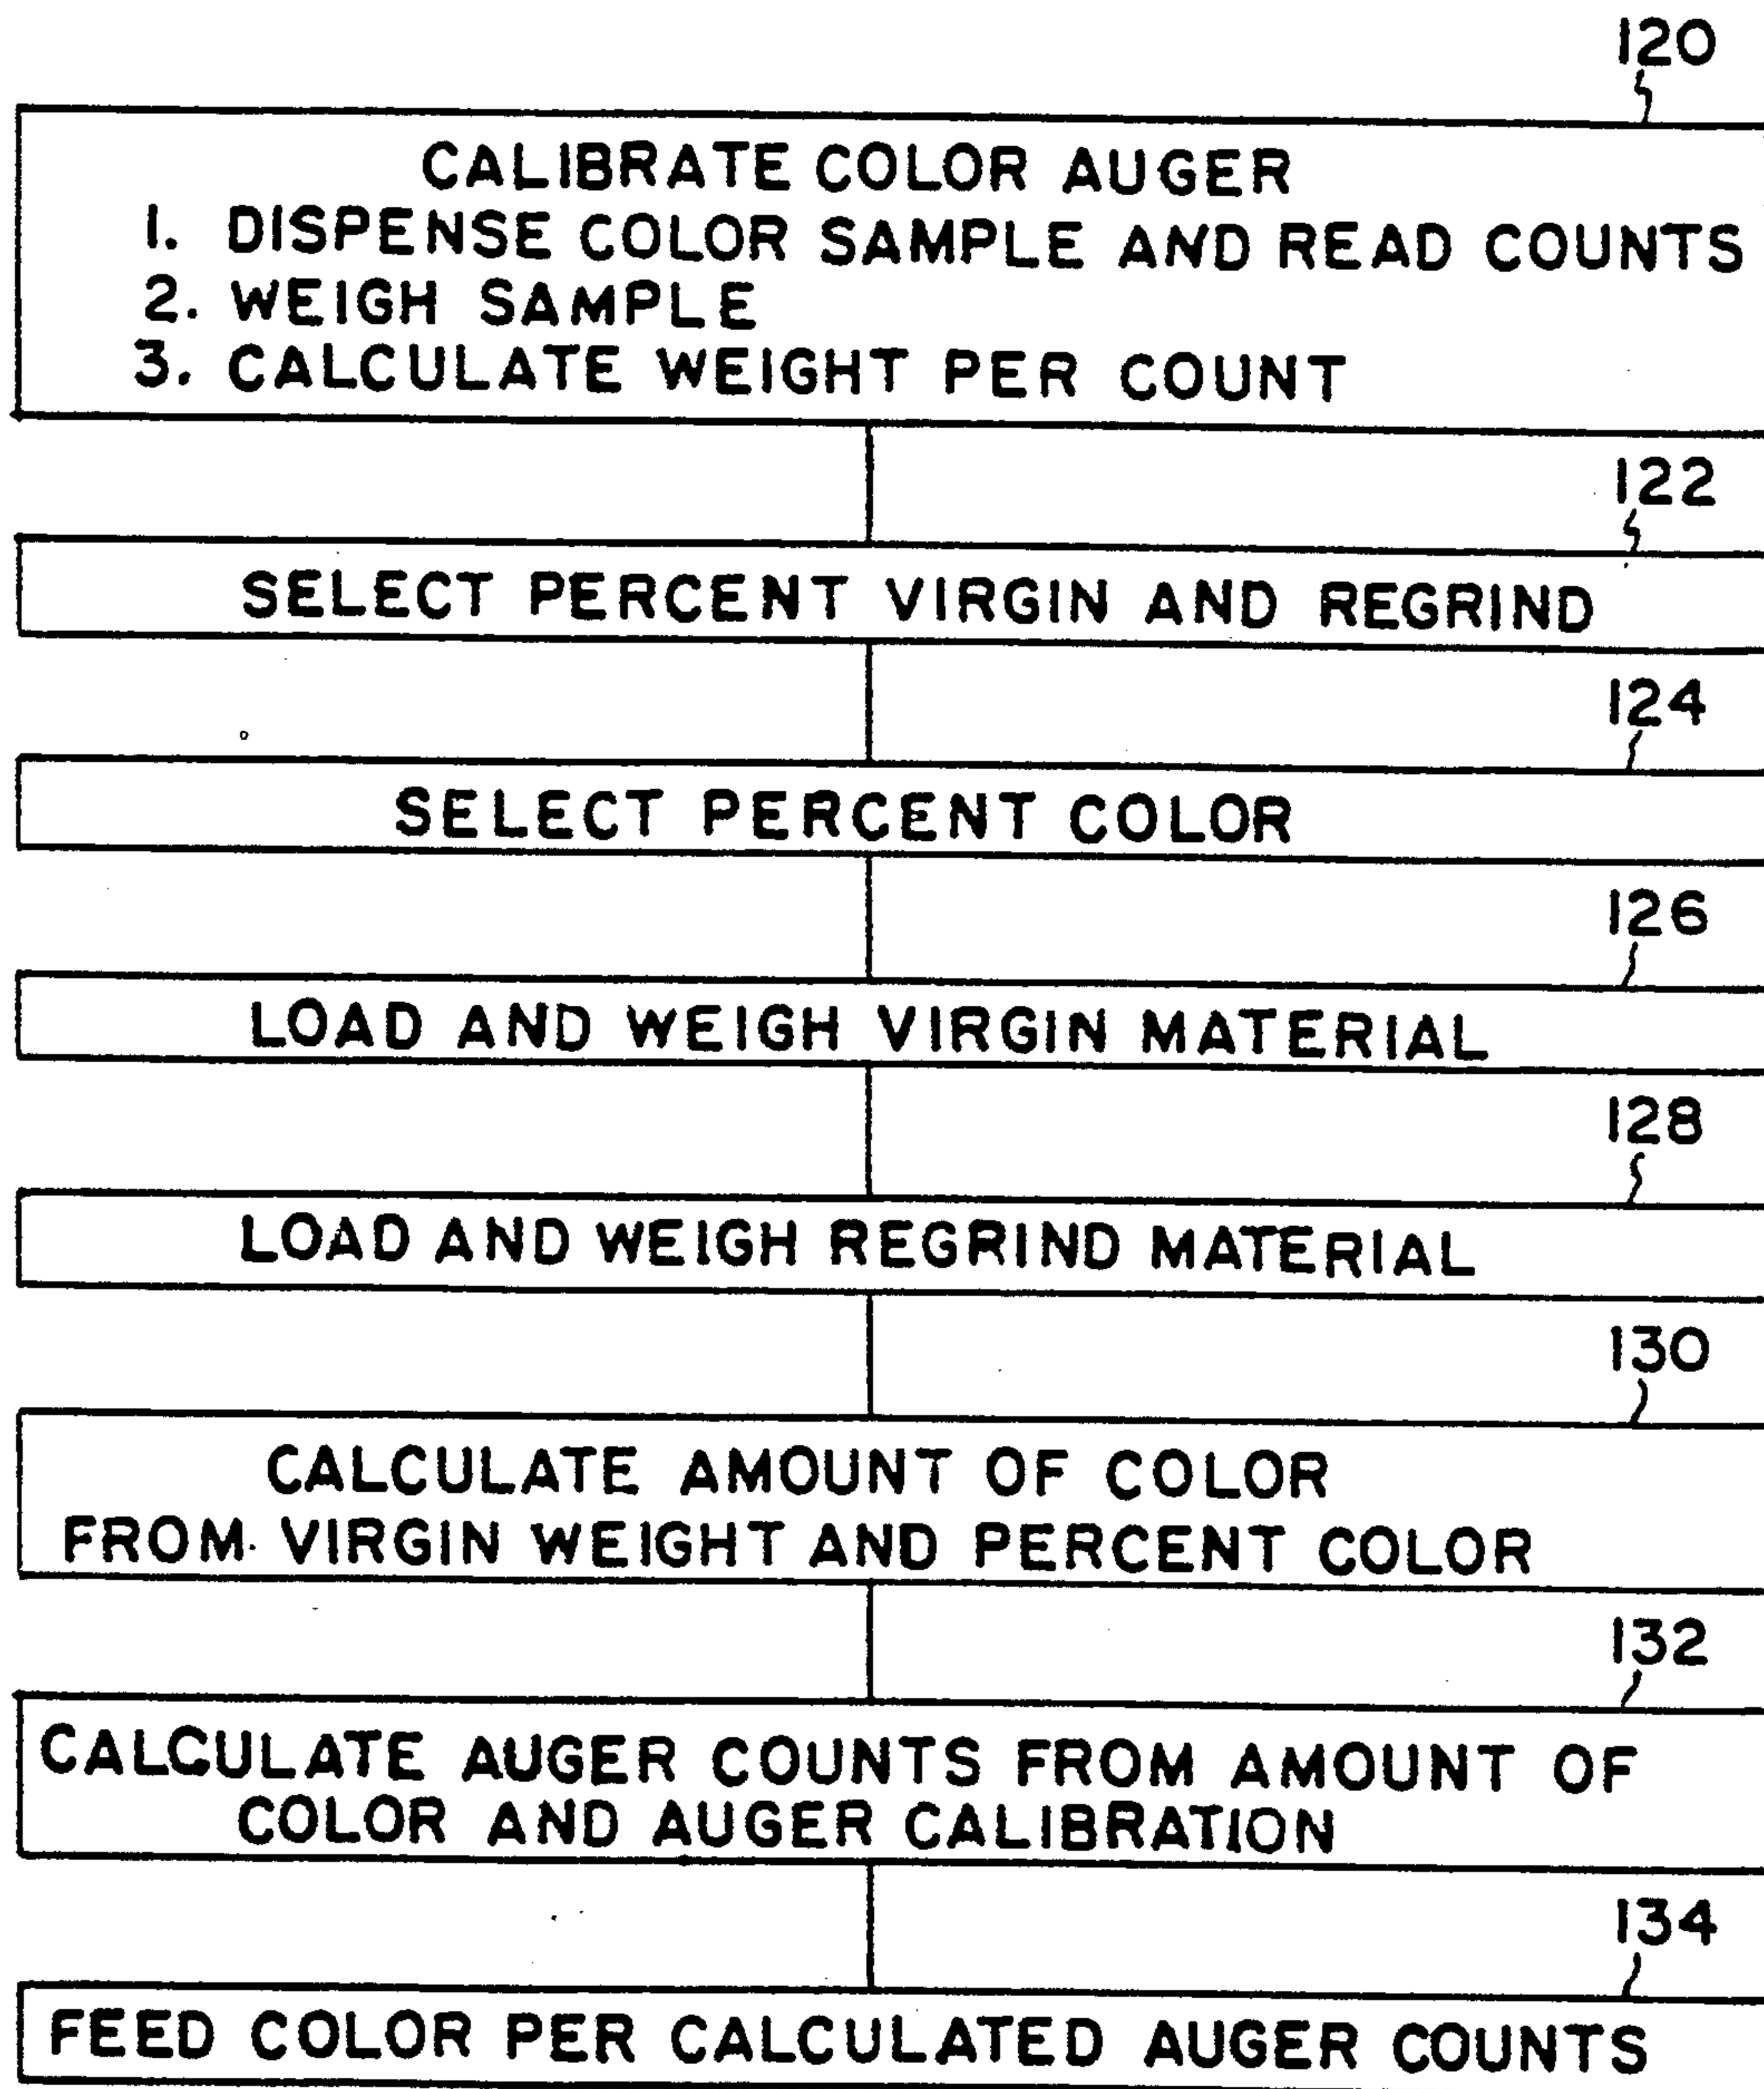 120
CALIBRATE COLOR AUGER
1. DISPENSE COLOR SAMPLE AND READ COUNTS
2. WEIGH SAMPLE
3. CALCULATE WEIGHT PER COUNT
122
SELECT PERCENT VIRGIN AND REGRIND
124
SELECT PERCENT COLOR
126
LOAD AND WEIGH VIRGIN MATERIAL
128
LOAD AND WEIGH REGRIND MATERIAL
130
CALCULATE AMOUNT OF COLOR
FROM VIRGIN WEIGHT AND PERCENT COLOR
132
CALCULATE AUGER COUNTS FROM AMOUNT OF
COLOR AND AUGER CALIBRATION
134
FEED COLOR PER CALCULATED AUGER COUNTS